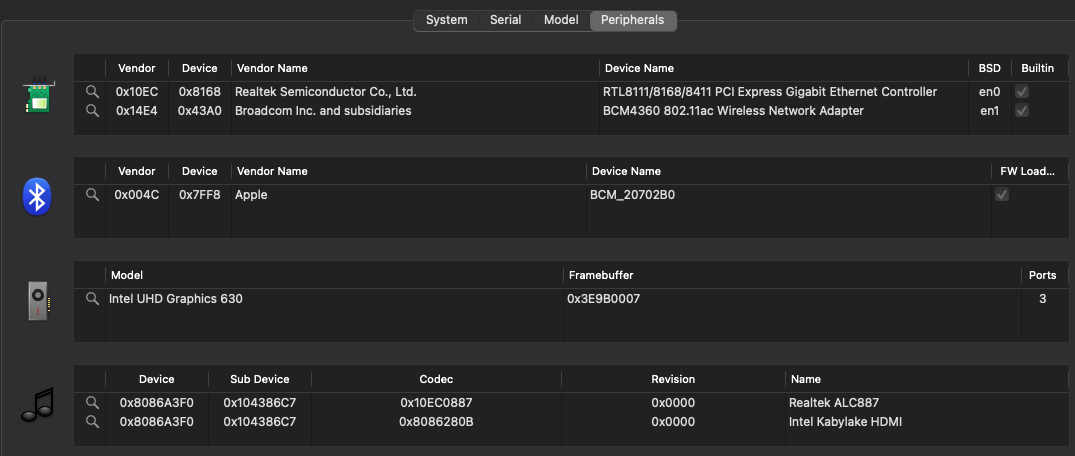 System Serial Model Peripherals
Vendor Device Vendor Name Device Name BSD Builtin
0x10EC 0x8168 Realtek Semiconductor Co., Ltd. RTL8111/8168/8411 PCI Express Gigabit Ethernet Controller en0
0x14E4 0x43A0 Broadcom Inc. and subsidiaries BCM4360 802.11ac Wireless Network Adapter en1
Vendor Device Vendor Name Device Name FW Load...
0x004C 0x7FF8 Apple BCM_20702B0
Model Framebuffer Ports
Intel UHD Graphics 630 0x3E9B0007 3
Device Sub Device Codec Revision Name
0x8086A3F0 0x104386C7 0x10EC0887 0x0000 Realtek ALC887
0x8086A3F0 0x104386C7 0x8086280B 0x0000 Intel Kabylake HDMI